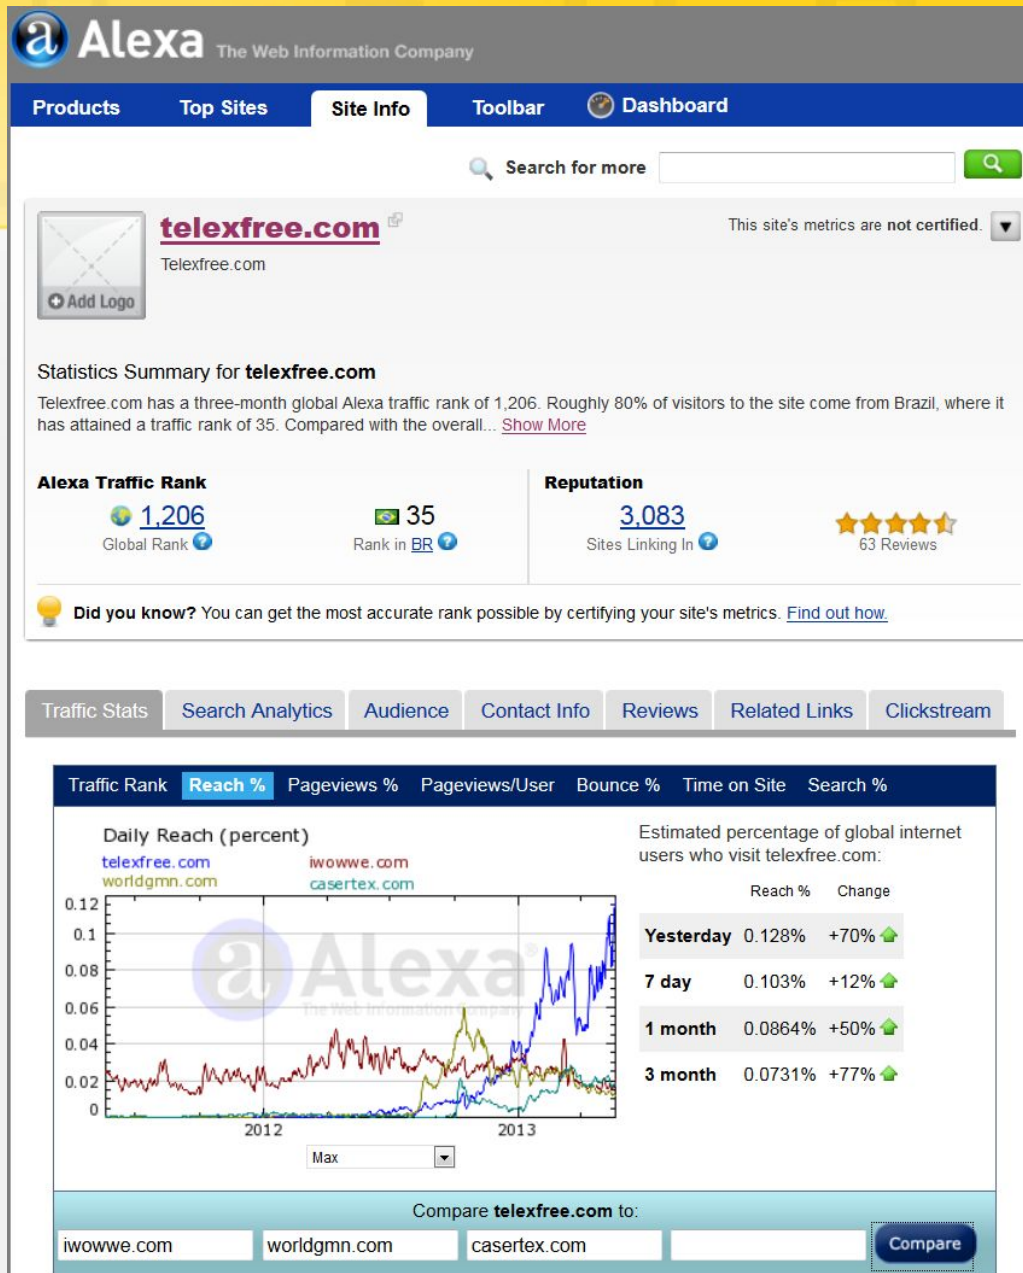 a Alexa The Web Information Company
Products Top Sites Site Info Toolbar Dashboard
Search for more
telexfree.com
This site's metrics are not certified.
Telexfree.com
Add Logo
Statistics Summary for telexfree.com
Telexfree.com has a three-month global Alexa traffic rank of 1,206. Roughly 80% of visitors to the site come from Brazil, where it
has attained a traffic rank of 35. Compared with the overall... Show More
Alexa Traffic Rank Reputation
1,206 35 3,083
Global Rank ? Rank in BR ? Sites Linking In ? 63 Reviews
Did you know? You can get the most accurate rank possible by certifying your site's metrics. Find out how.
Traffic Stats Search Analytics Audience Contact Info Reviews Related Links Clickstream
Traffic Rank Reach % Pageviews % Pageviews/User Bounce % Time on Site Search %
Daily Reach (percent)
telexfree.com iwowwe.com
worldgmn.com casertex.com
0.12
0.1
0.08
0.06
0.04
0.02
0
a Alexa
The Web Information Company
2012 2013
Max
Estimated percentage of global internet
users who visit telexfree.com:
Reach % Change
Yesterday 0.128% +70%
7 day 0.103% +12%
1 month 0.0864% +50%
3 month 0.0731% +77%
Compare telexfree.com to:
iwowwe.com worldgmn.com casertex.com Compare